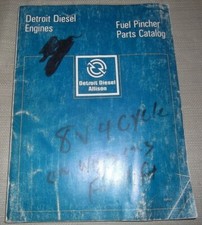 Detroit Diesel
Engines
Fuel Pincher
Parts Catalog
Detroit Diesel
Allison
8V 4 Cycle